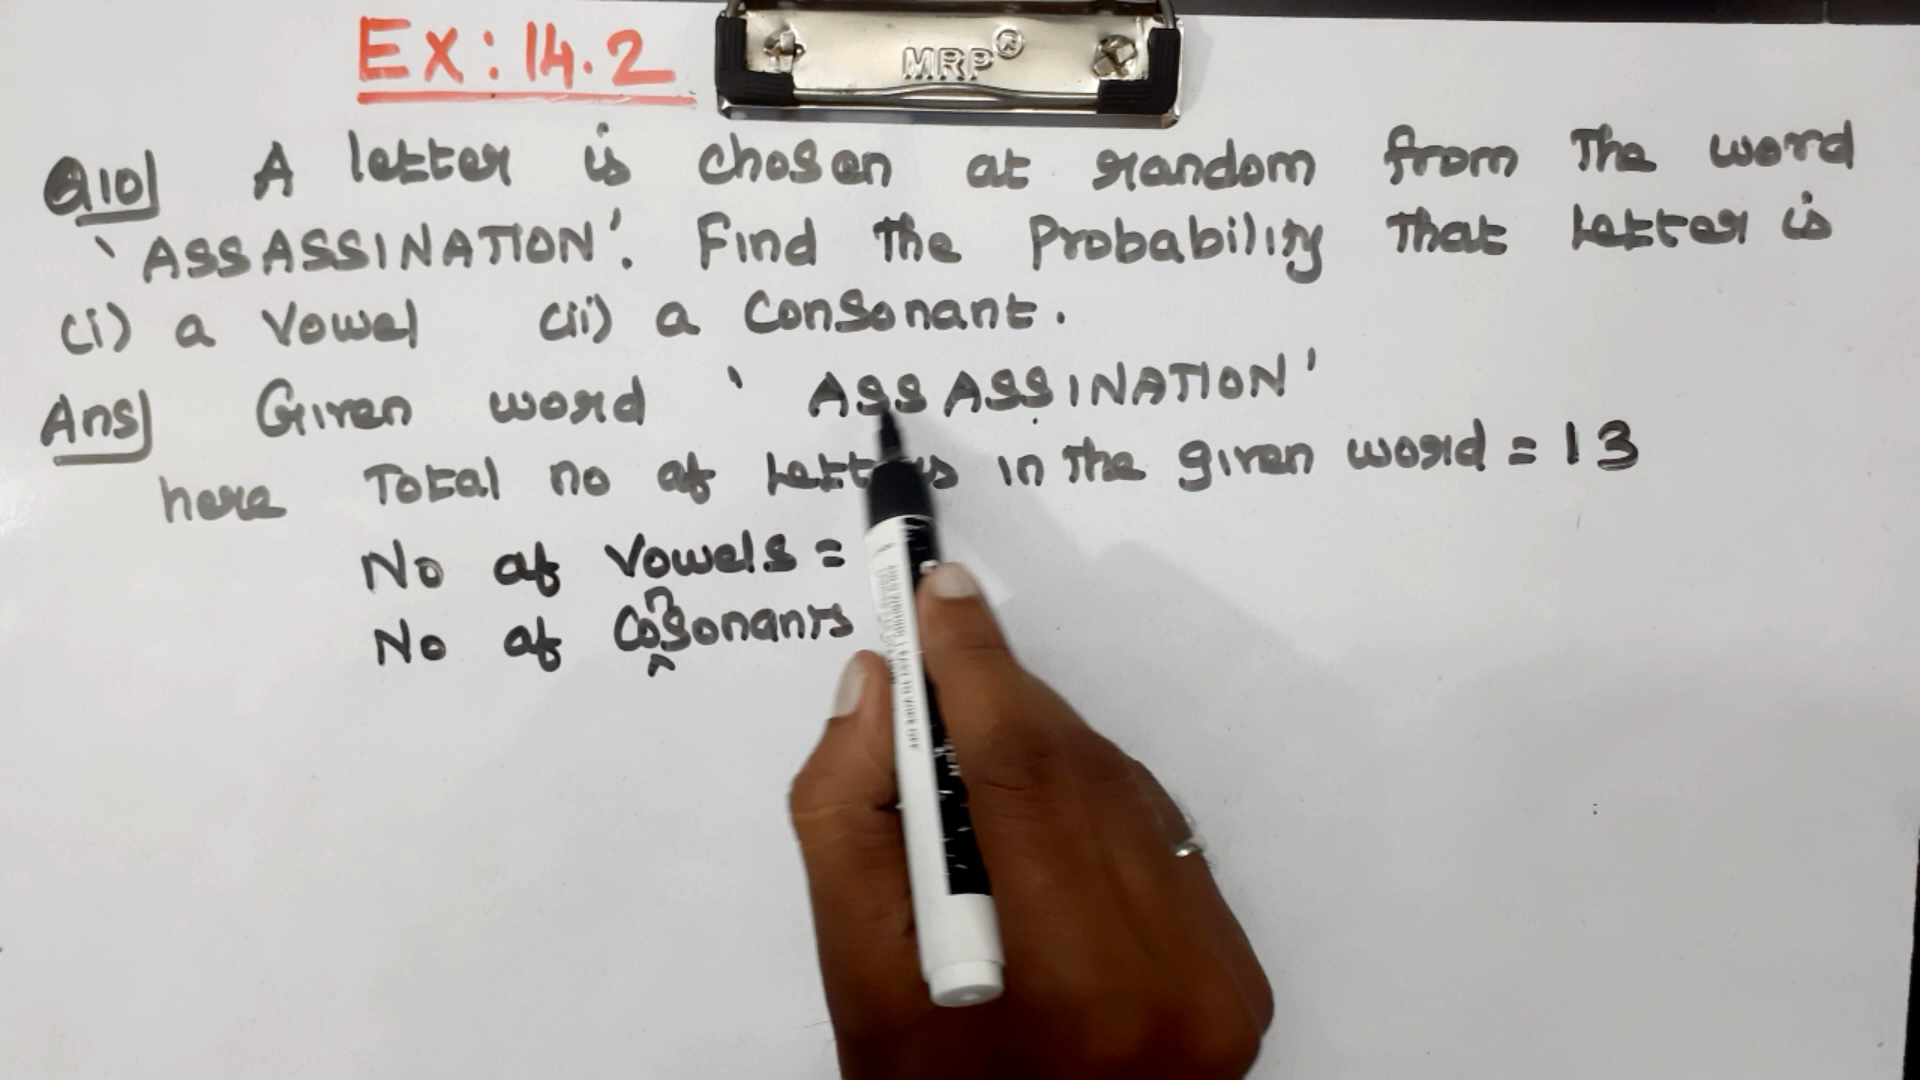 Ex: 14.2
MRP®
Q10] A letter is chosen at random from The word
'ASSASSINATION'. Find The Probability That Letter is
(i) a Vowel (ii) a Consonant.
Ans] Given word 'ASSASSINATION'
here Total no of in The given word = 13
No of Vowels =
No of Consonants